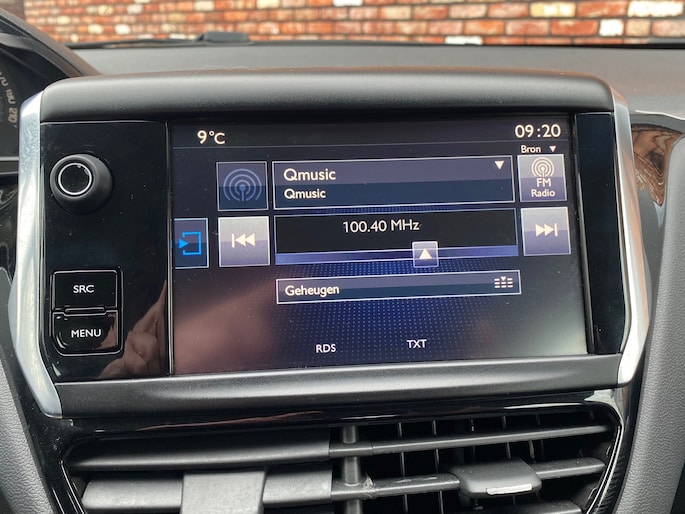 9°C
09:20
Bron ▼
Qmusic
Qmusic
FM
Radio
100.40 MHz
SRC
Geheugen
MENU
RDS
TXT